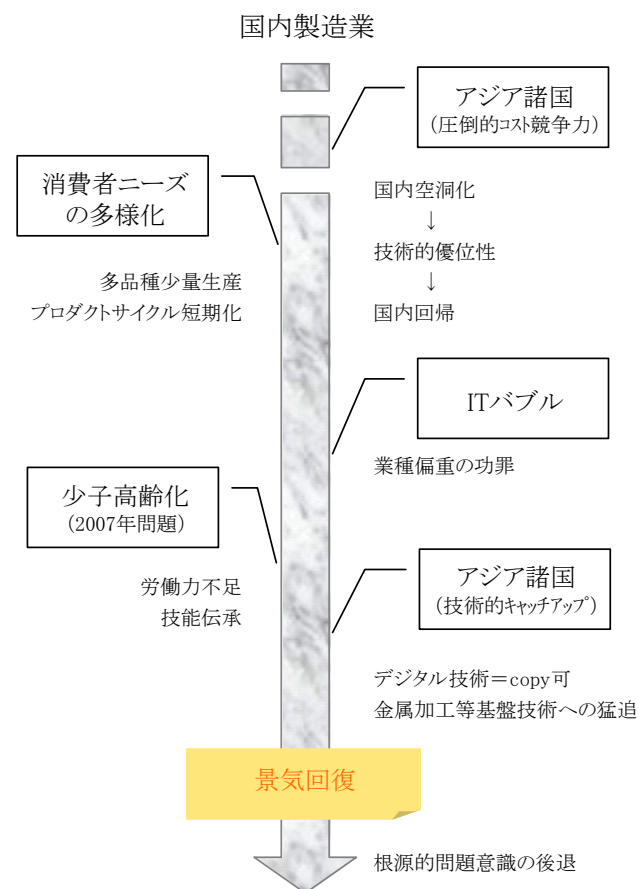 国内製造業
アジア諸国
(圧倒的コスト競争力)
消費者ニーズ
の多様化
国内空洞化
↓
技術的優位性
↓
国内回帰
多品種少量生産
プロダクトサイクル短期化
ITバブル
業種偏重の功罪
少子高齢化
(2007年問題)
労働力不足
技能伝承
アジア諸国
(技術的キャッチアップ)
デジタル技術＝copy可
金属加工等基盤技術への猛追
景気回復
根源的問題意識の後退